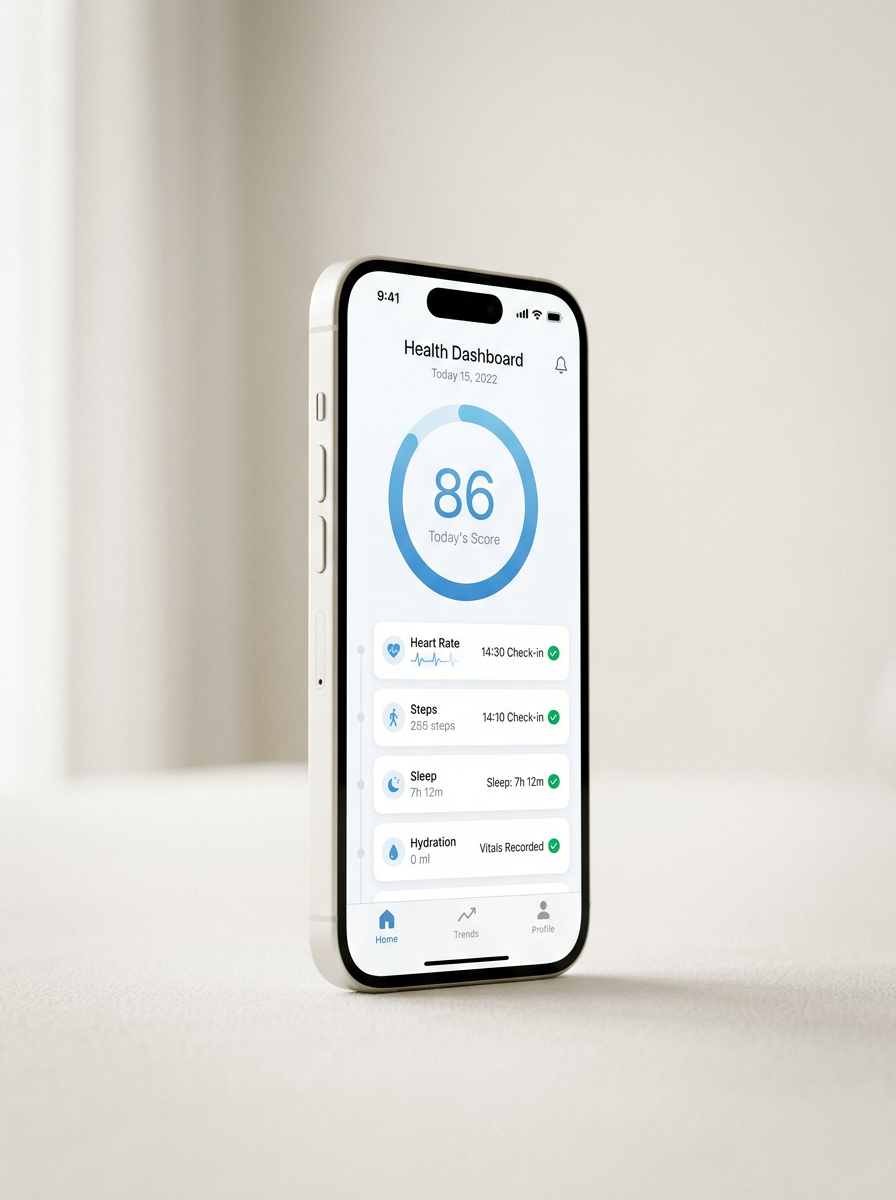 9:41
Health Dashboard
Today 15, 2022
86
Today's Score
Heart Rate
14:30 Check-in
Steps
285 steps
14:10 Check-in
Sleep
7h 12m
Sleep: 7h 12m
Hydration
0 ml
Vitals Recorded
Home
Trends
Profile